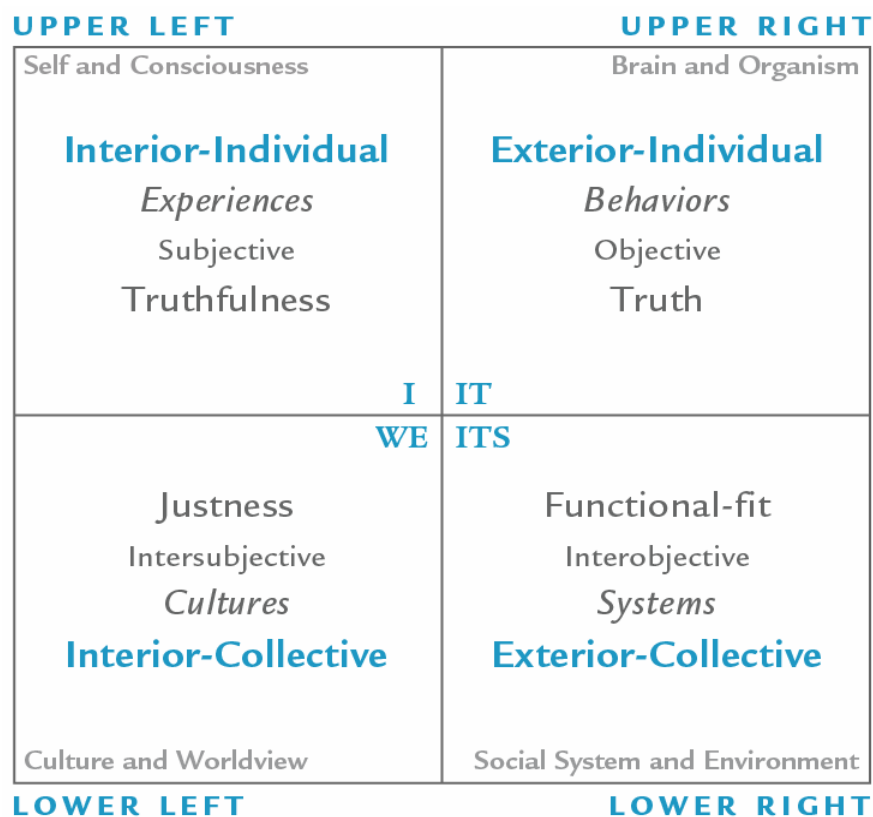 UPPER LEFT
UPPER RIGHT
Self and Consciousness
Brain and Organism
Interior-Individual
Experiences
Subjective
Truthfulness
I
Exterior-Individual
Behaviors
Objective
Truth
IT
WE
Justness
Intersubjective
Cultures
Interior-Collective
Culture and Worldview
ITS
Functional-fit
Interobjective
Systems
Exterior-Collective
Social System and Environment
LOWER LEFT
LOWER RIGHT